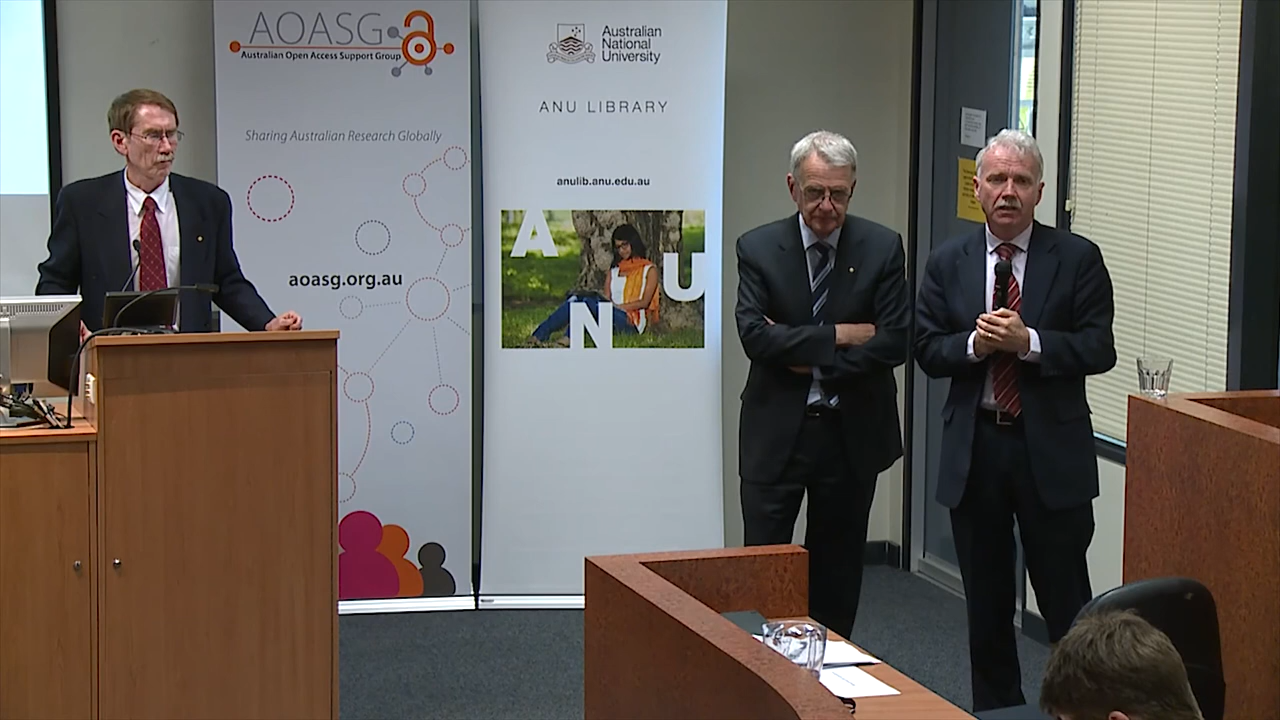 AOASG
Australian Open Access Support Group
Sharing Australian Research Globally
aoasg.org.au
Australian
National
University
ANU LIBRARY
anulib.anu.edu.au
A
N
U